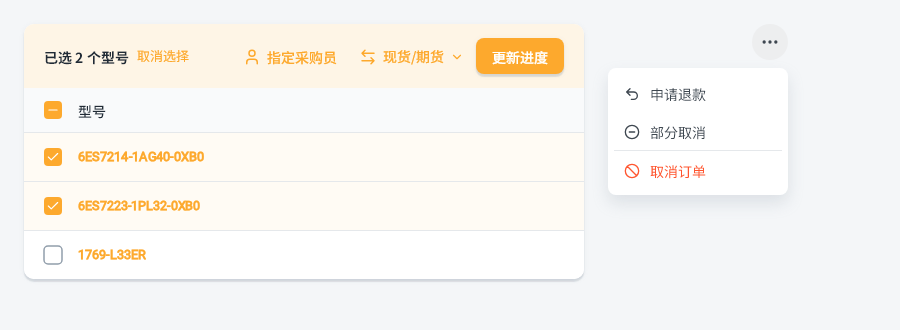 已选 2 个型号 取消选择 指定采购员 现货/期货 更新进度
型号
6ES7214-1AG40-0XB0
6ES7223-1PL32-0XB0
1769-L33ER
申请退款
部分取消
取消订单